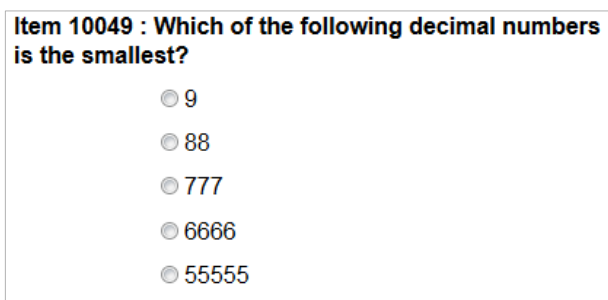 Item 10049 : Which of the following decimal numbers
is the smallest?
9
88
777
6666
55555